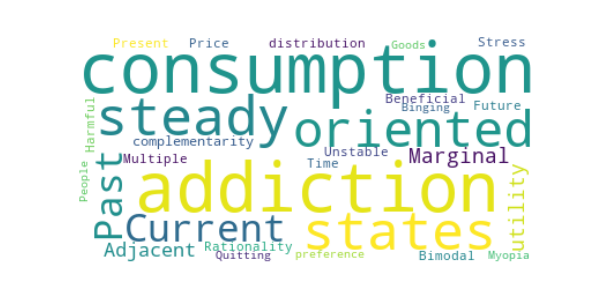 Present Price distribution Goods Stress
consumption
Harmful steady Beneficial
Binging Future
oriented
complementarity
Past Multiple Unstable Marginal
Time
People addiction utility
Current states
Adjacent Rationality
Quitting preference Bimodal Myopia